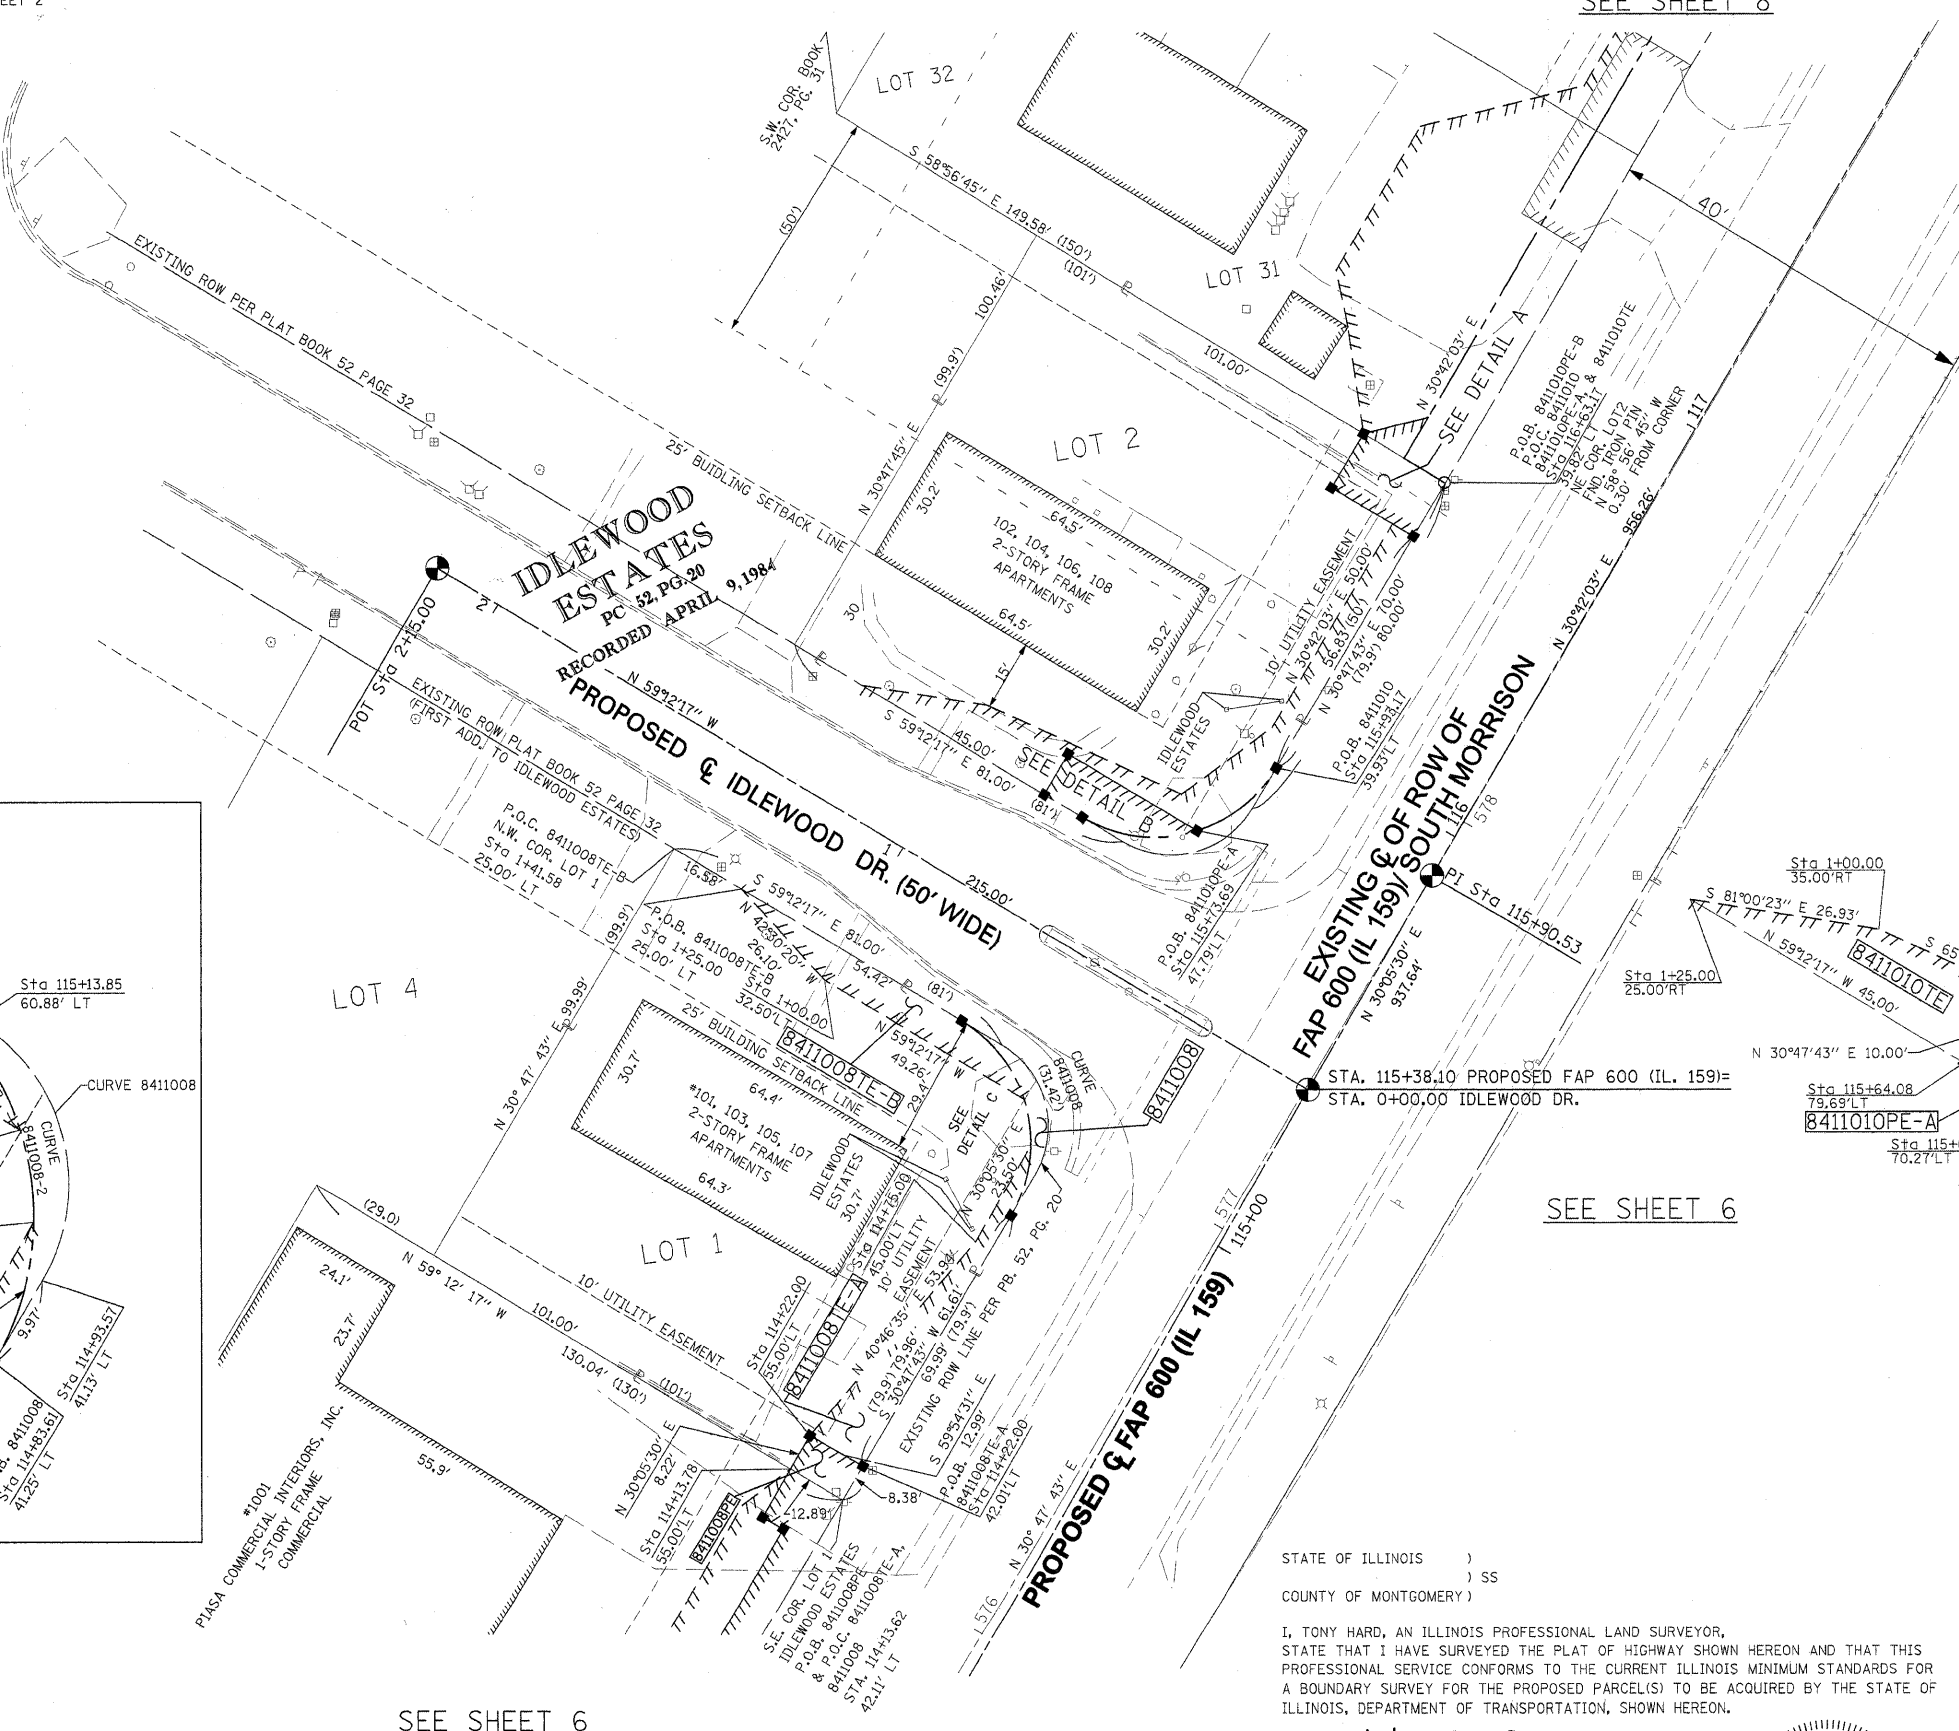 SEE SHEET 8
S.W. COR. BOOK
2427, PG. 31
LOT 32
(50')
S 58°56'45" E 149.58' (150')
(101')
LOT 31
40'
EXISTING ROW PER PLAT BOOK 52 PAGE 32
100.46'
(99.9')
N 30°47'45" E
101.00'
N 30°42'03" E
SEE DETAIL A
P.O.B. 8411010PE-B
P.O.C. 8411010
8411010PE-A, & 8411010TE
Sta 116+63.17
39.82' LT
NE COR. LOT2
FND. IRON PIN
N 58° 56' 45" W
0.30' FROM CORNER
117
956.26'
N 30°42'03" E
LOT 2
25' BUIDLING SETBACK LINE
30.2'
64.5'
102, 104, 106, 108
2-STORY FRAME
APARTMENTS
64.5'
30.2'
30
15'
IDLEWOOD
ESTATES
PC 52, PG.20
RECORDED APRIL 9,1984
10' UTILITY EASEMENT
N 30°42'03" E 50.00'
56.83'(50')
N 30°47'43" E 70.00'
(79.9') 80.00'
IDLEWOOD
ESTATES
P.O.B. 8411010
Sta 115+93.17
39.93'LT
2
POT Sta 2+15.00
N 59°12'17" W
PROPOSED ℄ IDLEWOOD DR. (50' WIDE)
1
215.00'
45.00'
S 59°12'17" E 81.00'
(81')
SEE DETAIL B
EXISTING ROW PLAT BOOK 52 PAGE 32
(FIRST ADD. TO IDLEWOOD ESTATES)
P.O.C. 8411008TE-B
N.W. COR. LOT 1
Sta 1+41.58
25.00' LT
16.58'
S 59°12'17" E 81.00'
54.42'
(81')
N 42°30'20" W
26.10'
P.O.B. 8411008TE-B
Sta 1+25.00
25.00' LT
Sta 1+00.00
32.50'LT
8411008TE-B
N 59°12'17" W
49.26'
P.O.B. 8411010PE-A
Sta 115+73.69
47.79'LT
EXISTING ℄ OF ROW OF
FAP 600 (IL 159)/ SOUTH MORRISON
116
578
PI Sta 115+90.53
N 30°05'30" E
937.64'
STA. 115+38.10 PROPOSED FAP 600 (IL. 159)=
STA. 0+00.00 IDLEWOOD DR.
Sta 1+00.00
35.00'RT
S 81°00'23" E 26.93'
S 65
8411010TE
N 59°12'17" W 45.00'
Sta 1+25.00
25.00'RT
N 30°47'43" E 10.00'
Sta 115+64.08
79.69'LT
8411010PE-A
Sta 115+
70.27'LT
SEE SHEET 6
LOT 4
(99.9')
N 30° 47' 43" E 99.99'
25' BUILDING SETBACK LINE
30.7'
64.4'
#101, 103, 105, 107
2-STORY FRAME
APARTMENTS
64.3'
30.7'
29.4'
IDLEWOOD
ESTATES
SEE
DETAIL C
CURVE
8411008
(31.42')
8411008
N 30°05'30" E
23.50'
Sta 115+13.85
60.88' LT
CURVE 8411008
CURVE
8411008-2
9.97'
Sta 114+93.57
41.13' LT
B. 8411008
Sta 114+83.61
41.25' LT
(29.0)
N 59° 12' 17" W
101.00'
130.04' (130')
(101')
24.1'
23.7'
55.9'
#1001
PIASA COMMERCIAL INTERIORS, INC.
1-STORY FRAME
COMMERCIAL
LOT 1
10' UTILITY EASEMENT
Sta 114+75.00
45.00'LT
10' UTILITY
EASEMENT
Sta 114+22.00
55.00'LT
8411008TE-A
N 40°46'35" E 53.94'
(79.9') 79.96'
S 30°47'43" W 61.61'
69.99' (79.9')
EXISTING ROW LINE PER PB. 52, PG. 20
S 59°54'31" E
12.99'
P.O.B.
8411008TE-A
Sta 114+22.00
42.01'LT
N 30°05'30" E
8.22'
Sta 114+13.78
55.00'LT
8411008PE
12.89'
8.38'
S.E. COR. LOT 1
IDLEWOOD ESTATES
P.O.B. 8411008PE
& P.O.C. 8411008TE-A,
8411008
STA. 114+13.62
42.11' LT
577
115+00
576
N 30° 47' 43" E
PROPOSED ℄ FAP 600 (IL 159)
SEE SHEET 6
STATE OF ILLINOIS )
) SS
COUNTY OF MONTGOMERY )
I, TONY HARD, AN ILLINOIS PROFESSIONAL LAND SURVEYOR,
STATE THAT I HAVE SURVEYED THE PLAT OF HIGHWAY SHOWN HEREON AND THAT THIS
PROFESSIONAL SERVICE CONFORMS TO THE CURRENT ILLINOIS MINIMUM STANDARDS FOR
A BOUNDARY SURVEY FOR THE PROPOSED PARCEL(S) TO BE ACQUIRED BY THE STATE OF
ILLINOIS, DEPARTMENT OF TRANSPORTATION, SHOWN HEREON.